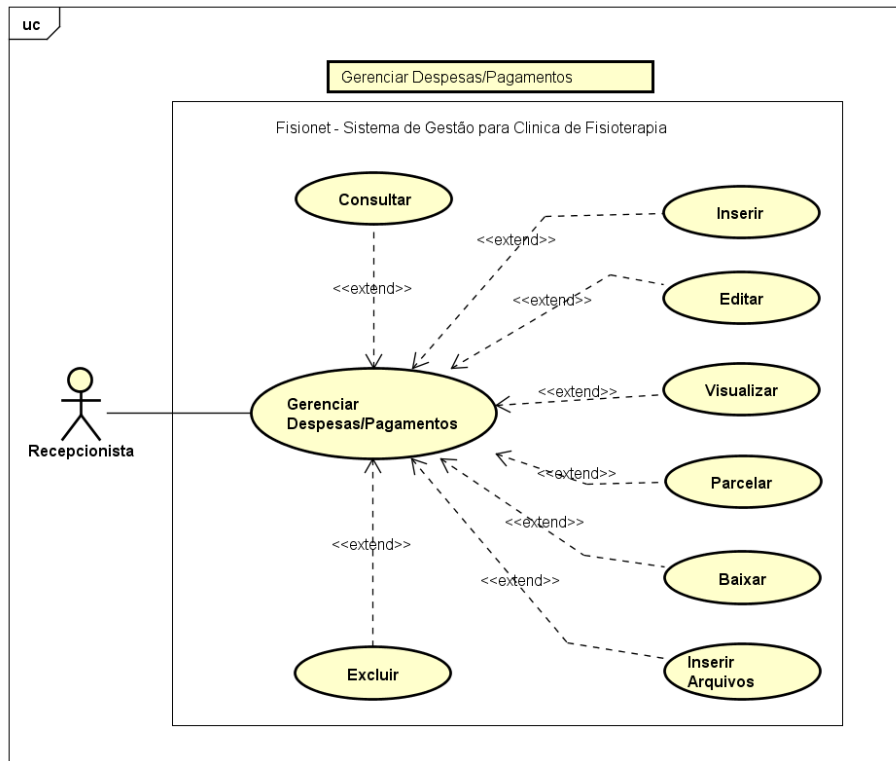 uc
Gerenciar Despesas/Pagamentos
Fisionet - Sistema de Gestão para Clinica de Fisioterapia
Consultar
Inserir
<<extend>>
Editar
<<extend>>
<<extend>>
Visualizar
<<extend>>
Gerenciar
Despesas/Pagamentos
Recepcionista
Parcelar
<<extend>>
Baixar
<<extend>>
<<extend>>
<<extend>>
Inserir
Arquivos
Excluir